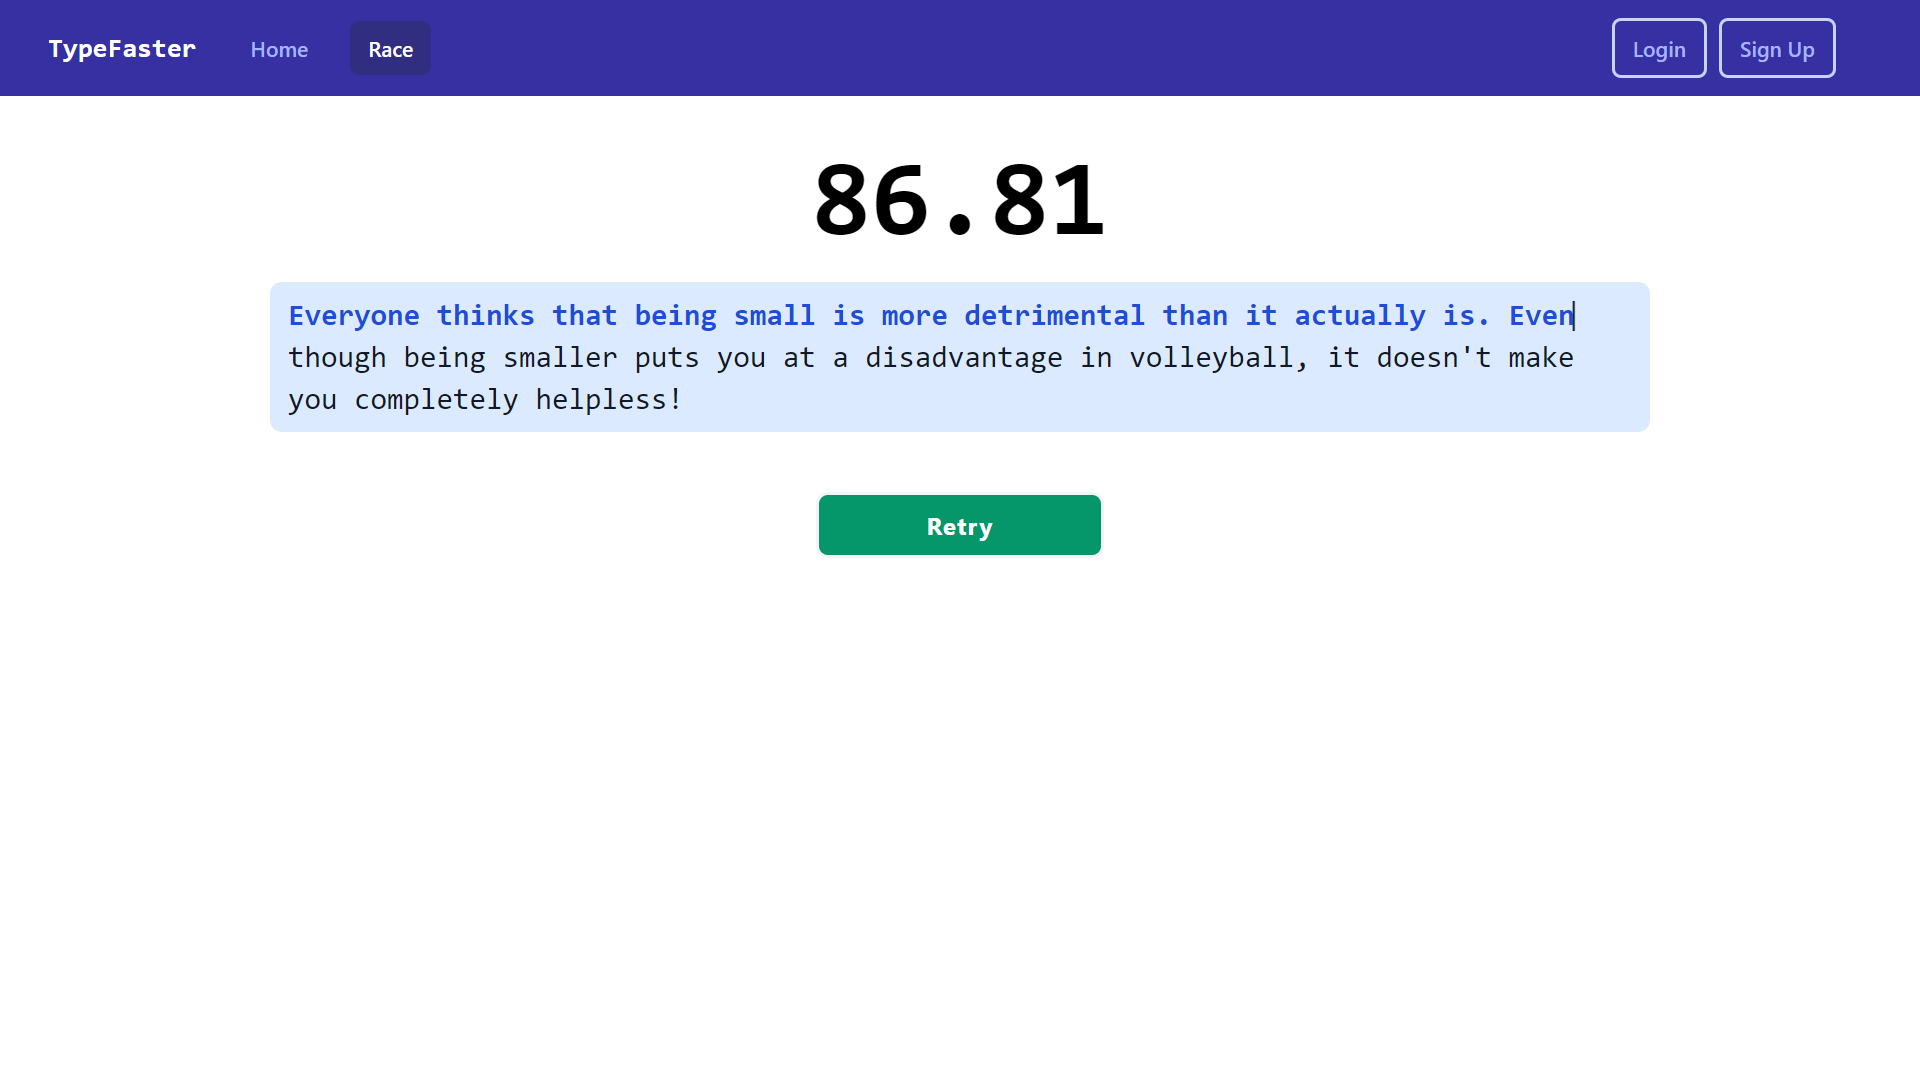 TypeFaster Home Race Login Sign Up
86.81
Everyone thinks that being small is more detrimental than it actually is. Even
though being smaller puts you at a disadvantage in volleyball, it doesn't make
you completely helpless!
Retry